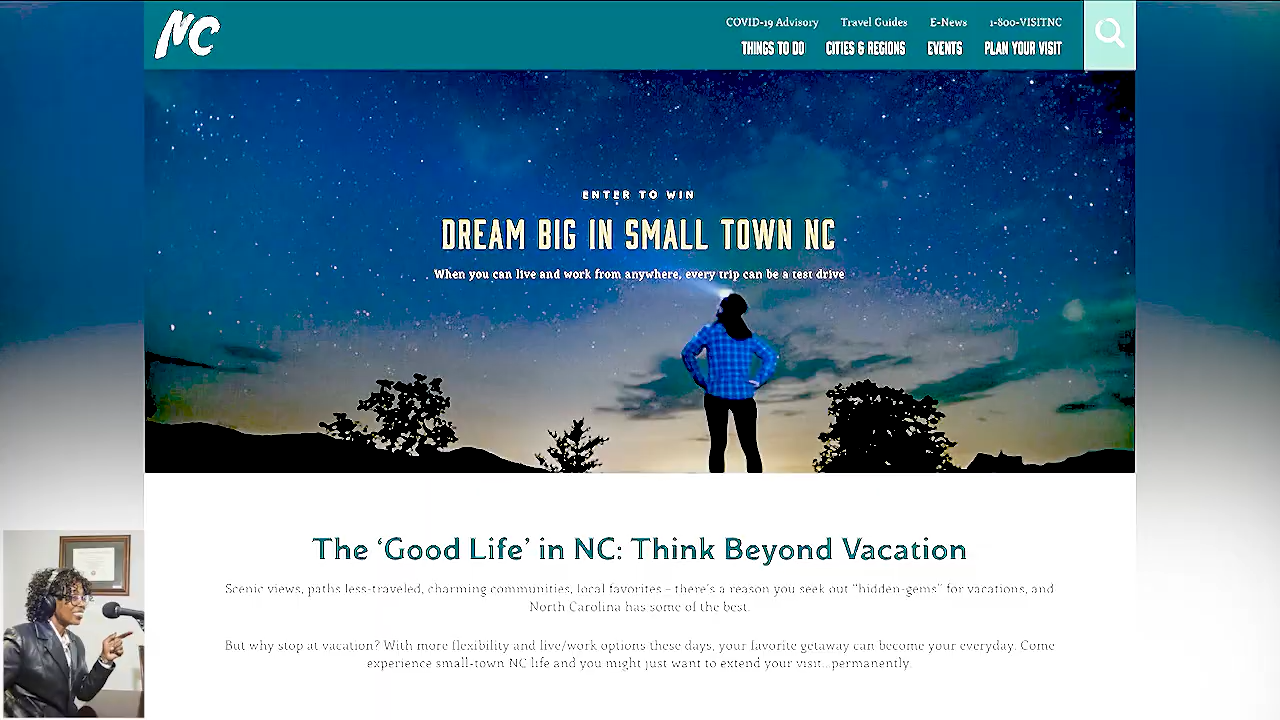 NC
COVID-19 Advisory Travel Guides E-News 1-800-VISITNC
THINGS TO DO CITIES & REGIONS EVENTS PLAN YOUR VISIT
ENTER TO WIN
DREAM BIG IN SMALL TOWN NC
When you can live and work from anywhere, every trip can be a test drive
The ‘Good Life’ in NC: Think Beyond Vacation
Scenic views, paths less-traveled, charming communities, local favorites – there's a reason you seek out "hidden-gems" for vacations, and
North Carolina has some of the best.
But why stop at vacation? With more flexibility and live/work options these days, your favorite getaway can become your everyday. Come
experience small-town NC life and you might just want to extend your visit...permanently.